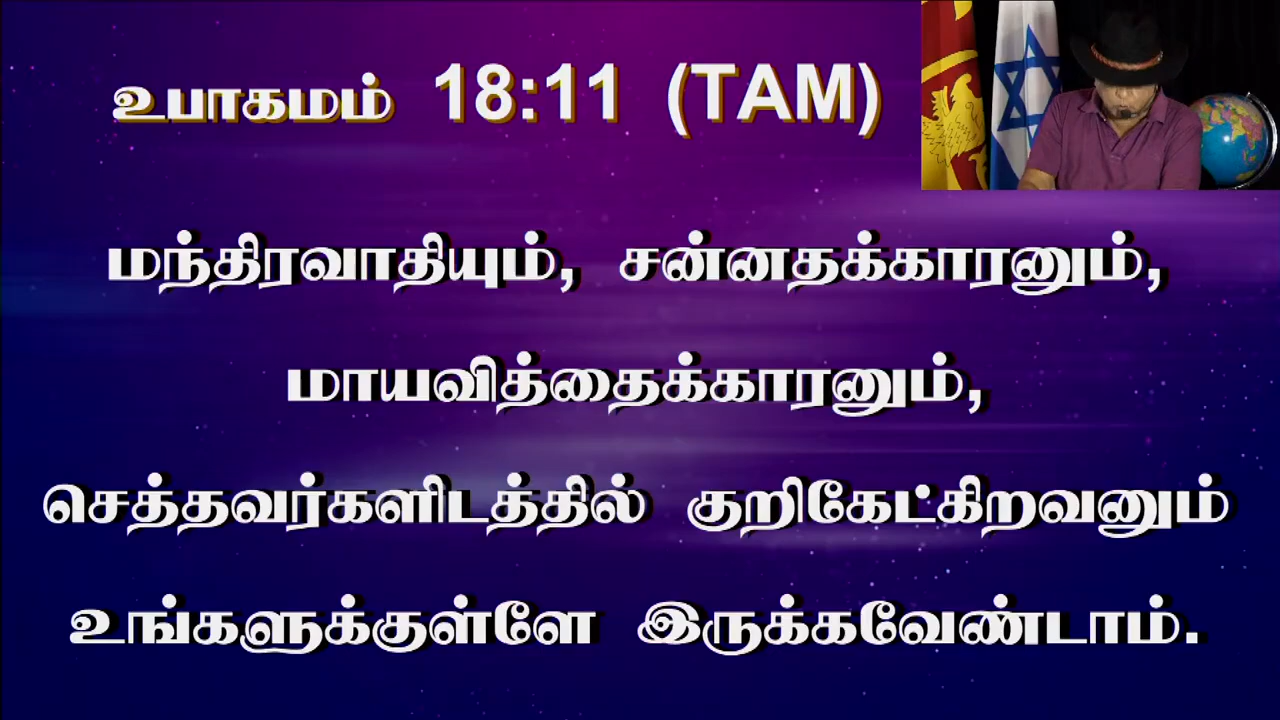 உபாகமம் 18:11 (TAM)
மந்திரவாதியும், சன்னதக்காரனும்,
மாயவித்தைக்காரனும்,
செத்தவர்களிடத்தில் குறிகேட்கிறவனும்
உங்களுக்குள்ளே இருக்கவேண்டாம்.